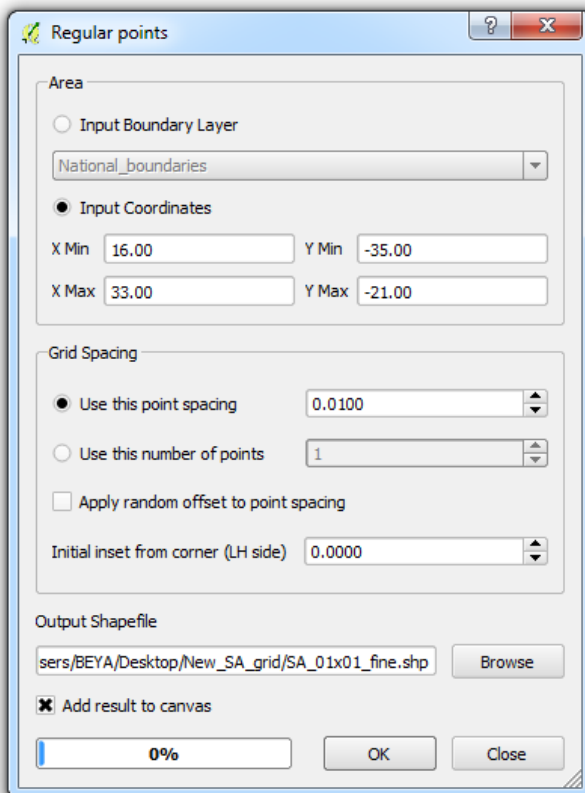 Regular points
?
Area
Input Boundary Layer
National_boundaries
Input Coordinates
X Min 16.00 Y Min -35.00
X Max 33.00 Y Max -21.00
Grid Spacing
Use this point spacing 0.0100
Use this number of points 1
Apply random offset to point spacing
Initial inset from corner (LH side) 0.0000
Output Shapefile
sers/BEYA/Desktop/New_SA_grid/SA_01x01_fine.shp Browse
Add result to canvas
0% OK Close